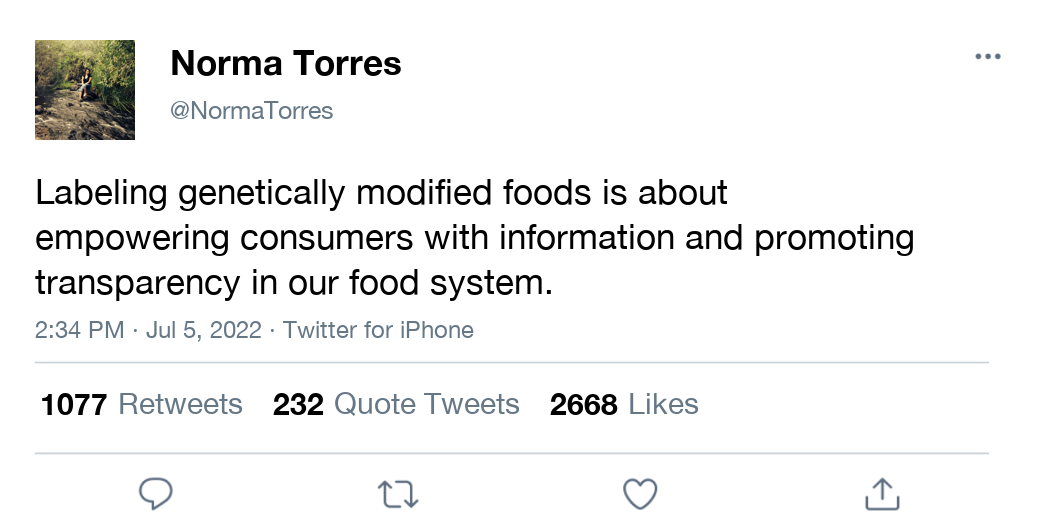 Norma Torres
@NormaTorres
Labeling genetically modified foods is about
empowering consumers with information and promoting
transparency in our food system.
2:34 PM · Jul 5, 2022 · Twitter for iPhone
1077 Retweets 232 Quote Tweets 2668 Likes